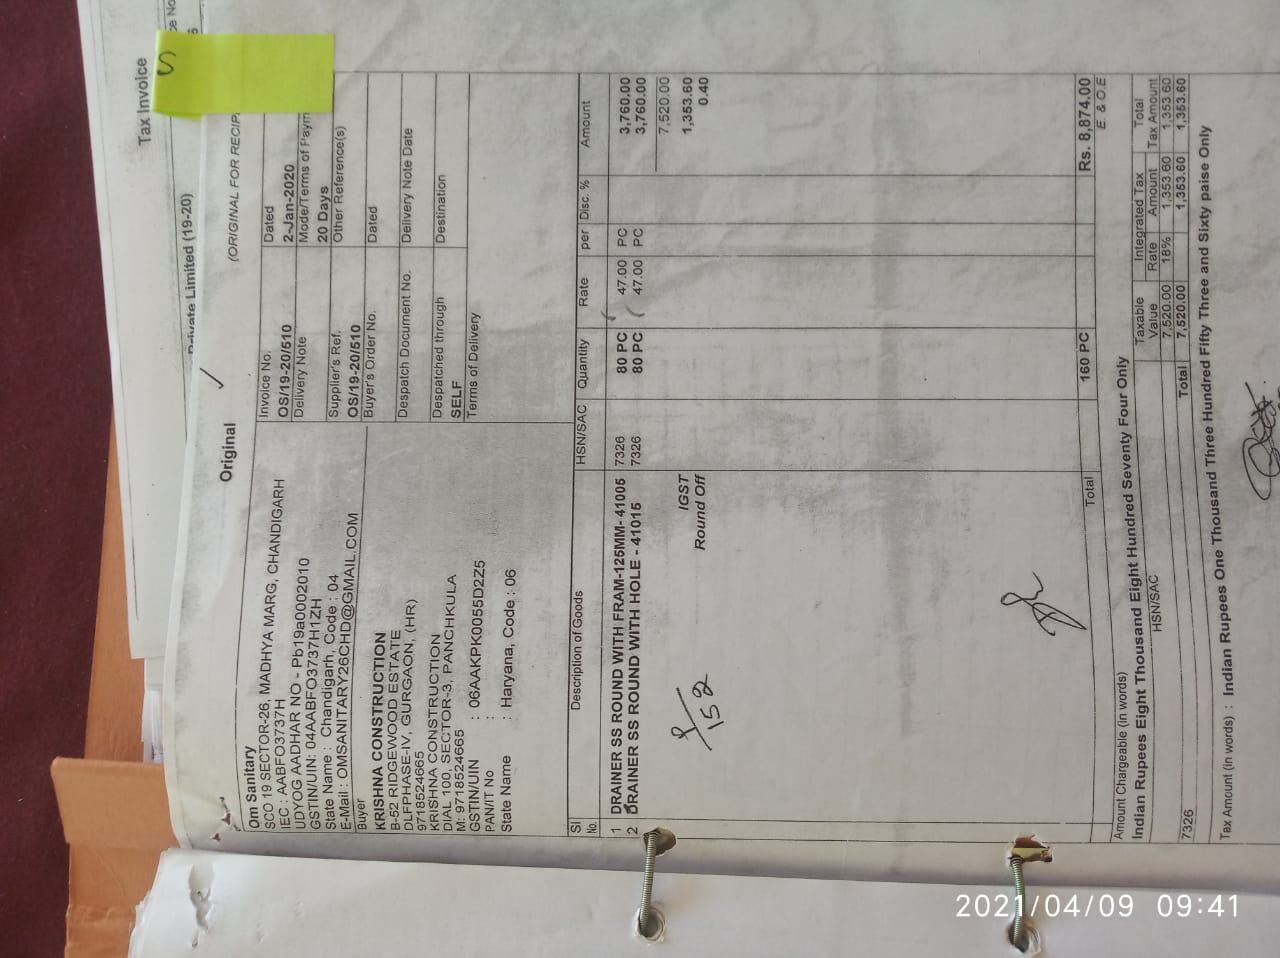 Tax Invoice
Private Limited (19-20)
S
Original
(ORIGINAL FOR RECIP
Om Sanitary
SCO 19 SECTOR-26, MADHYA MARG, CHANDIGARH
IEC : AABFO3737H
UDYOG AADHAR NO - Pb19a0002010
GSTIN/UIN: 04AABFO3737H1ZH
State Name : Chandigarh, Code : 04
E-Mail : OMSANITARY26CHD@GMAIL.COM
Invoice No. Dated
OS/19-20/510 2-Jan-2020
Delivery Note Mode/Terms of Paym
20 Days
Supplier's Ref. Other Reference(s)
OS/19-20/510
Buyer
KRISHNA CONSTRUCTION
B-52 RIDGEWOOD ESTATE
DLFPHASE-IV, GURGAON, (HR)
9718524665
KRISHNA CONSTRUCTION
DIAL 100, SECTOR-3, PANCHKULA
M: 9718524665
GSTIN/UIN : 06AAKPK0055D2Z5
PAN/IT No :
State Name : Haryana, Code : 06
Buyer's Order No. Dated
Despatch Document No. Delivery Note Date
Despatched through Destination
SELF
Terms of Delivery
Sl No. Description of Goods HSN/SAC Quantity Rate per Disc. % Amount
1 DRAINER SS ROUND WITH FRAM-125MM- 41005 7326 80 PC 47.00 PC 3,760.00
2 DRAINER SS ROUND WITH HOLE - 41015 7326 80 PC 47.00 PC 3,760.00
7,520.00
IGST 1,353.60
Round Off 0.40
P/152
Total 160 PC Rs. 8,874.00
E & O.E
Amount Chargeable (in words)
Indian Rupees Eight Thousand Eight Hundred Seventy Four Only
HSN/SAC Taxable Value Integrated Tax Rate Amount Total Tax Amount
7326 7,520.00 18% 1,353.60 1,353.60
Total 7,520.00 1,353.60 1,353.60
Tax Amount (in words) : Indian Rupees One Thousand Three Hundred Fifty Three and Sixty paise Only
2021/04/09 09:41